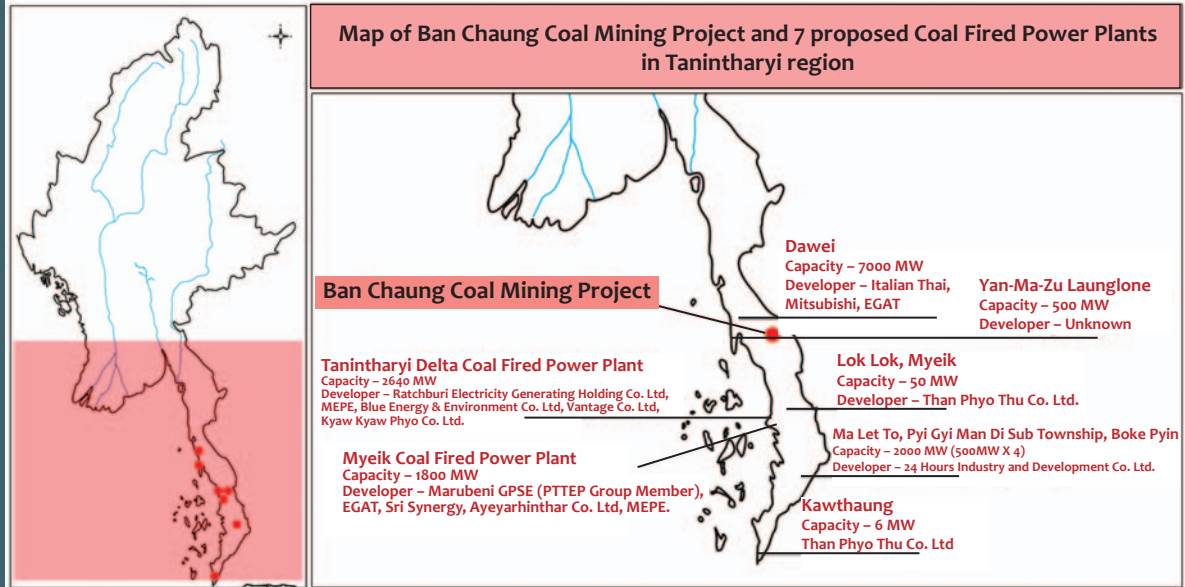 Map of Ban Chaung Coal Mining Project and 7 proposed Coal Fired Power Plants
in Tanintharyi region
Dawei
Capacity – 7000 MW
Developer – Italian Thai,
Mitsubishi, EGAT
Yan-Ma-Zu Launglone
Capacity – 500 MW
Developer – Unknown
Ban Chaung Coal Mining Project
Tanintharyi Delta Coal Fired Power Plant
Capacity – 2640 MW
Developer – Ratchburi Electricity Generating Holding Co. Ltd,
MEPE, Blue Energy & Environment Co. Ltd, Vantage Co. Ltd,
Kyaw Kyaw Phyo Co. Ltd.
Lok Lok, Myeik
Capacity – 50 MW
Developer – Than Phyo Thu Co. Ltd.
Ma Let To, Pyi Gyi Man Di Sub Township, Boke Pyin
Capacity – 2000 MW (500MW X 4)
Developer – 24 Hours Industry and Development Co. Ltd.
Myeik Coal Fired Power Plant
Capacity – 1800 MW
Developer – Marubeni GPSE (PTTEP Group Member),
EGAT, Sri Synergy, Ayeyarhinthar Co. Ltd, MEPE.
Kawthaung
Capacity – 6 MW
Than Phyo Thu Co. Ltd